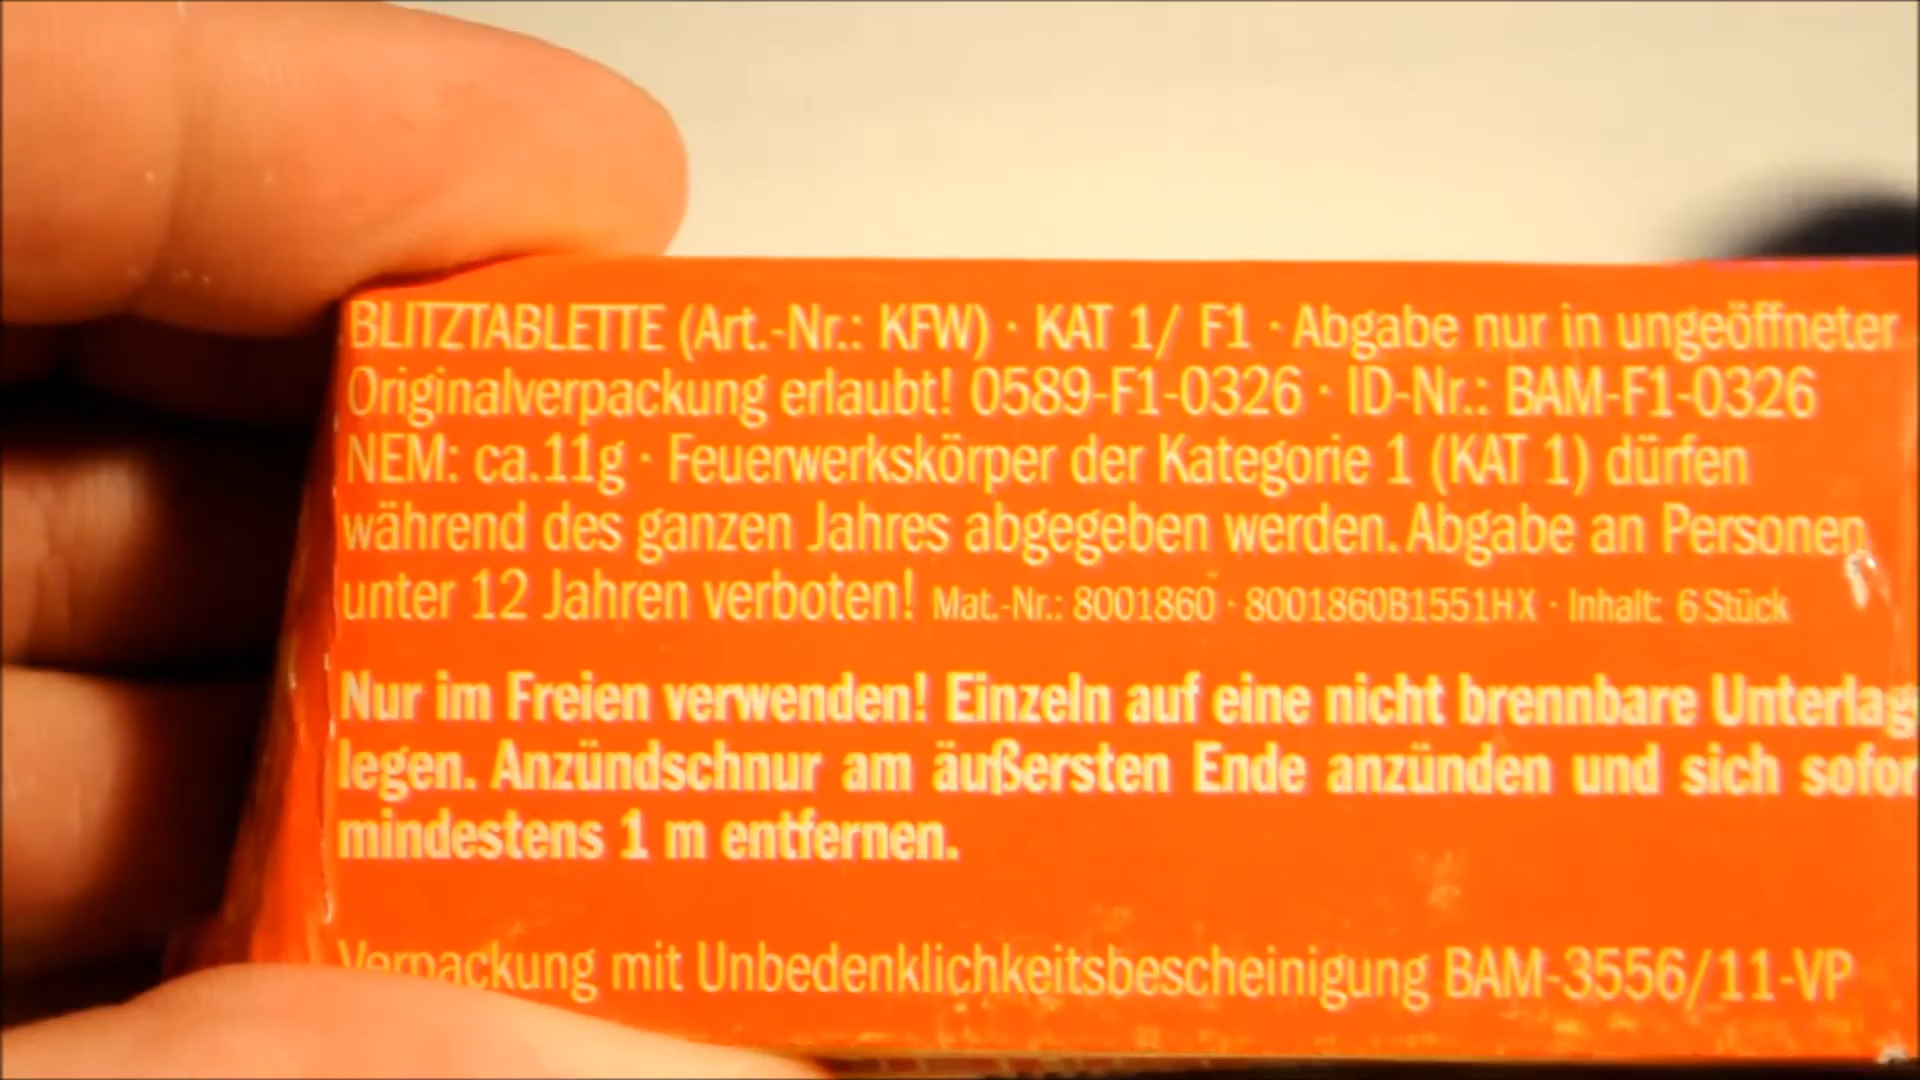 BLITZTABLETTE (Art.-Nr.: KFW) · KAT 1/ F1 · Abgabe nur in ungeöffneter
Originalverpackung erlaubt! 0589-F1-0326 · ID-Nr.: BAM-F1-0326
NEM: ca.11g · Feuerwerkskörper der Kategorie 1 (KAT 1) dürfen
während des ganzen Jahres abgegeben werden. Abgabe an Personen
unter 12 Jahren verboten! Mat.-Nr.: 8001860 · 8001860B1551HX · Inhalt: 6 Stück
Nur im Freien verwenden! Einzeln auf eine nicht brennbare Unterlag
legen. Anzündschnur am äußersten Ende anzünden und sich sofor
mindestens 1 m entfernen.
Verpackung mit Unbedenklichkeitsbescheinigung BAM-3556/11-VP